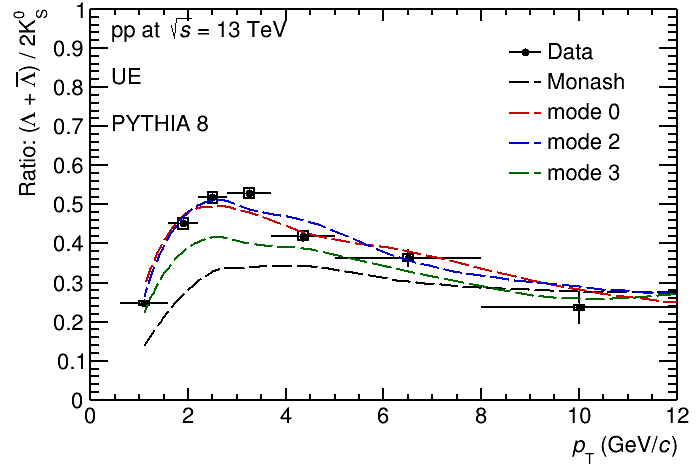 Ratio: (Λ + Λ̅) / 2K⁰_S
1
0.9
0.8
0.7
0.6
0.5
0.4
0.3
0.2
0.1
0
pp at √s = 13 TeV
UE
PYTHIA 8
Data
Monash
mode 0
mode 2
mode 3
0 2 4 6 8 10 12
p_T (GeV/c)